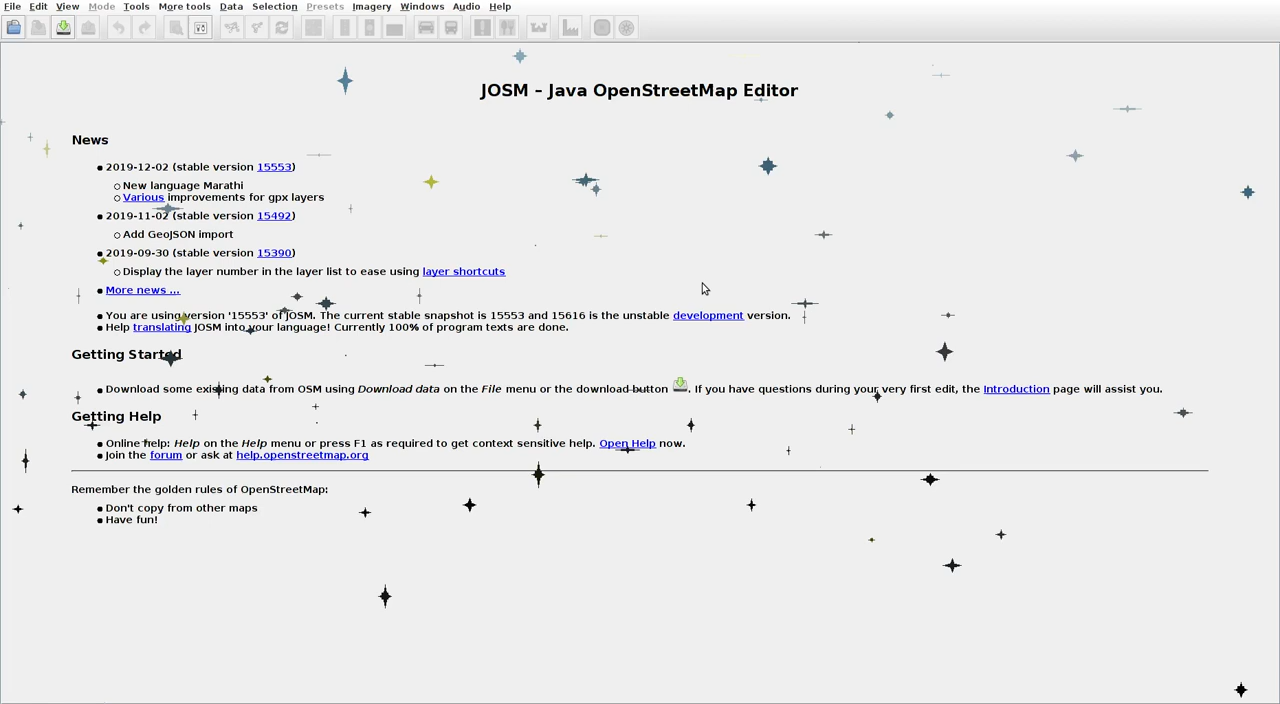 File Edit View Mode Tools More tools Data Selection Presets Imagery Windows Audio Help
JOSM – Java OpenStreetMap Editor
News
2019-12-02 (stable version 15553)
New language Marathi
Various improvements for gpx layers
2019-11-02 (stable version 15492)
Add GeoJSON import
2019-09-30 (stable version 15390)
Display the layer number in the layer list to ease using layer shortcuts
More news ...
You are using version '15553' of JOSM. The current stable snapshot is 15553 and 15616 is the unstable development version.
Help translating JOSM into your language! Currently 100% of program texts are done.
Getting Started
Download some existing data from OSM using Download data on the File menu or the download button . If you have questions during your very first edit, the Introduction page will assist you.
Getting Help
Online help: Help on the Help menu or press F1 as required to get context sensitive help. Open Help now.
Join the forum or ask at help.openstreetmap.org
Remember the golden rules of OpenStreetMap:
Don't copy from other maps
Have fun!